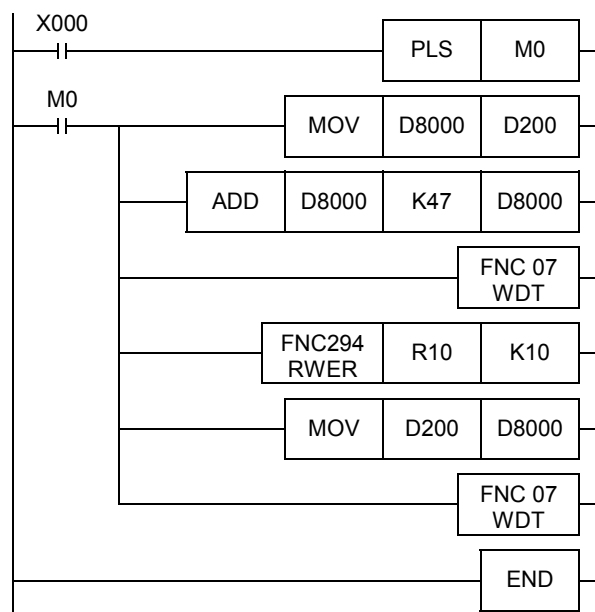 X000
PLS M0
M0
MOV D8000 D200
ADD D8000 K47 D8000
FNC 07
WDT
FNC294
RWER R10 K10
MOV D200 D8000
FNC 07
WDT
END